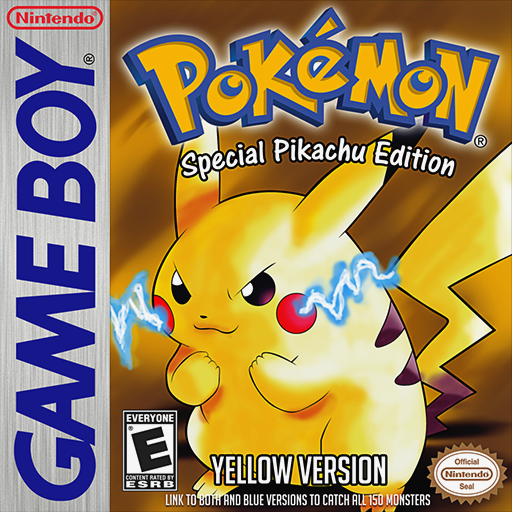 Nintendo
GAME BOY
POKéMON
Special Pikachu Edition
EVERYONE
E
CONTENT RATED BY
ESRB
YELLOW VERSION
LINK TO BOTH AND BLUE VERSIONS TO CATCH ALL 150 MONSTERS
Official
Nintendo
Seal